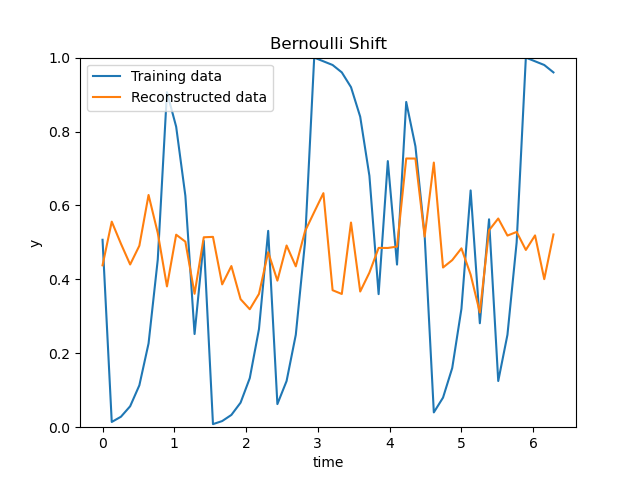 Bernoulli Shift
Training data
Reconstructed data
1.0
0.8
0.6
0.4
0.2
0.0
y
0 1 2 3 4 5 6
time